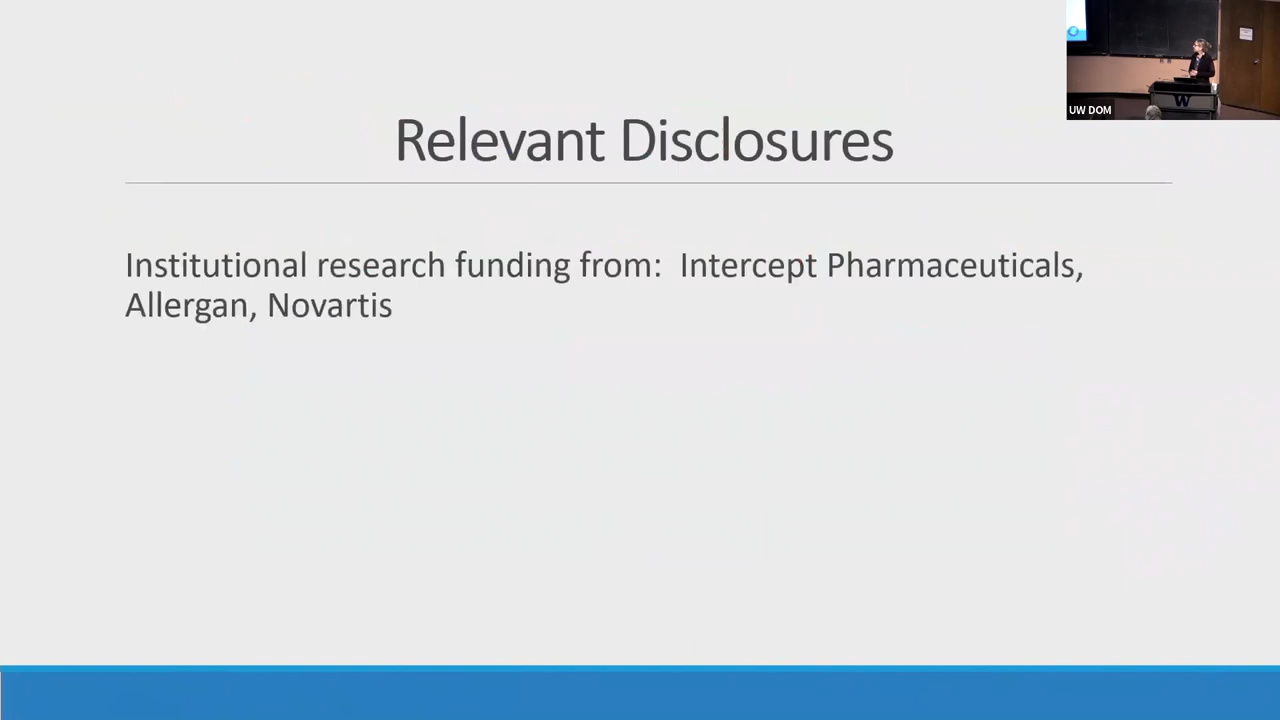 Relevant Disclosures
Institutional research funding from:  Intercept Pharmaceuticals,
Allergan, Novartis
UW DOM
W